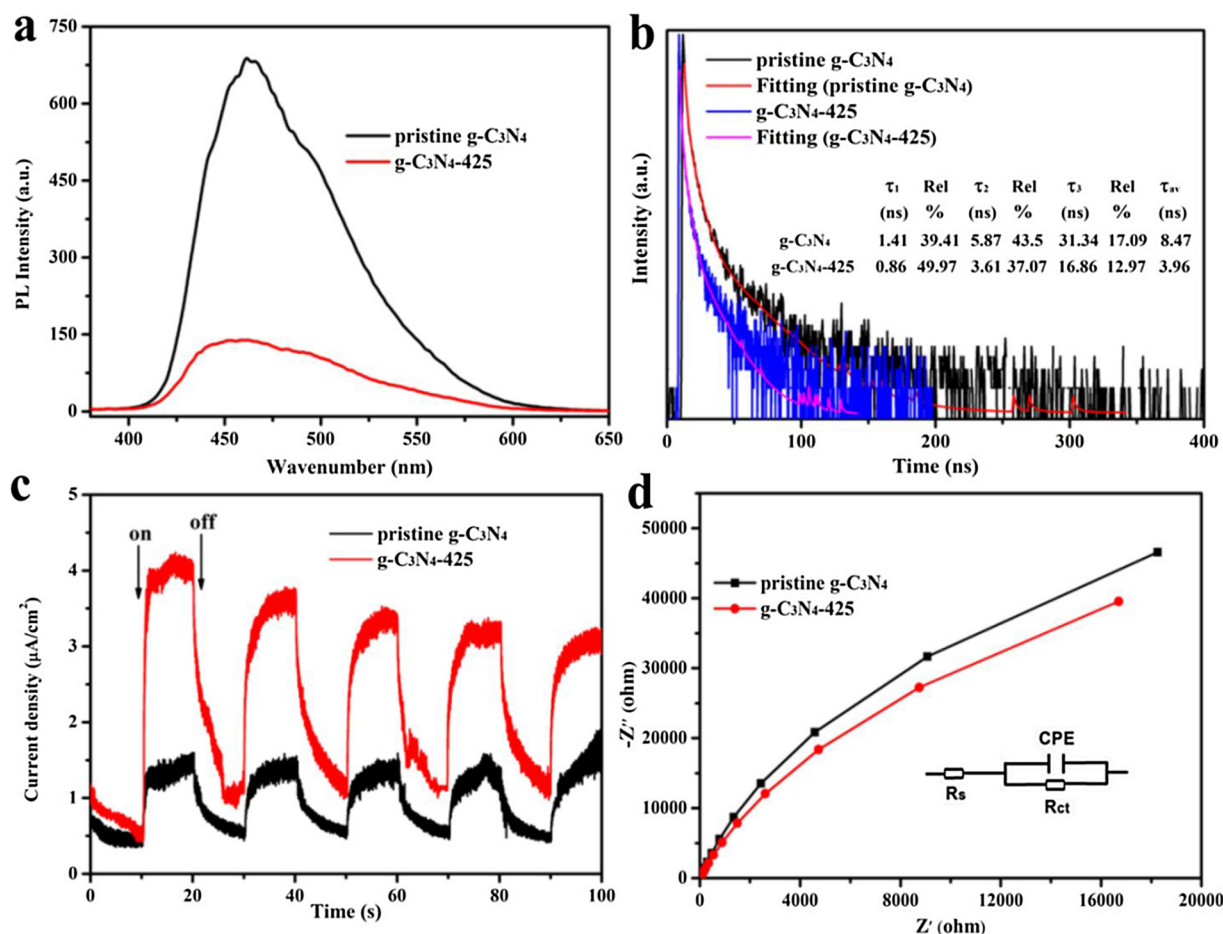 a
750
600
450
300
150
0
PL Intensity (a.u.)
pristine g-C₃N₄
g-C₃N₄-425
400 450 500 550 600 650
Wavenumber (nm)
b
Intensity (a.u.)
pristine g-C₃N₄
Fitting (pristine g-C₃N₄)
g-C₃N₄-425
Fitting (g-C₃N₄-425)
τ₁ Rel τ₂ Rel τ₃ Rel τav
(ns) % (ns) % (ns) % (ns)
g-C₃N₄ 1.41 39.41 5.87 43.5 31.34 17.09 8.47
g-C₃N₄-425 0.86 49.97 3.61 37.07 16.86 12.97 3.96
0 100 200 300 400
Time (ns)
c
5
4
3
2
1
0
Current density (μA/cm²)
on off
pristine g-C₃N₄
g-C₃N₄-425
0 20 40 60 80 100
Time (s)
d
50000
40000
30000
20000
10000
0
-Z'' (ohm)
pristine g-C₃N₄
g-C₃N₄-425
CPE
Rs
Rct
0 4000 8000 12000 16000 20000
Z' (ohm)